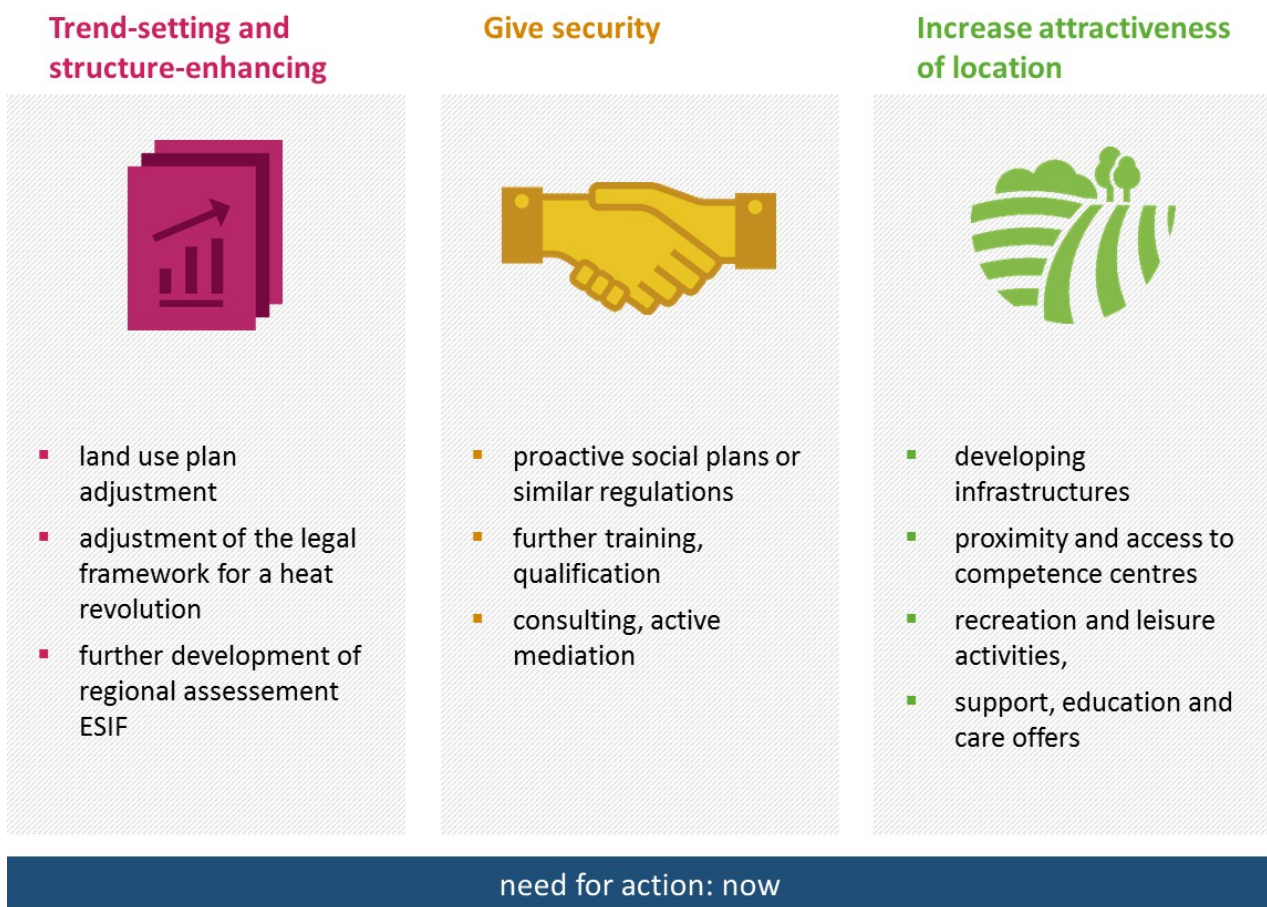 Trend-setting and
structure-enhancing
land use plan
adjustment
adjustment of the legal
framework for a heat
revolution
further development of
regional assessement
ESIF
Give security
proactive social plans or
similar regulations
further training,
qualification
consulting, active
mediation
Increase attractiveness
of location
developing
infrastructures
proximity and access to
competence centres
recreation and leisure
activities,
support, education and
care offers
need for action: now